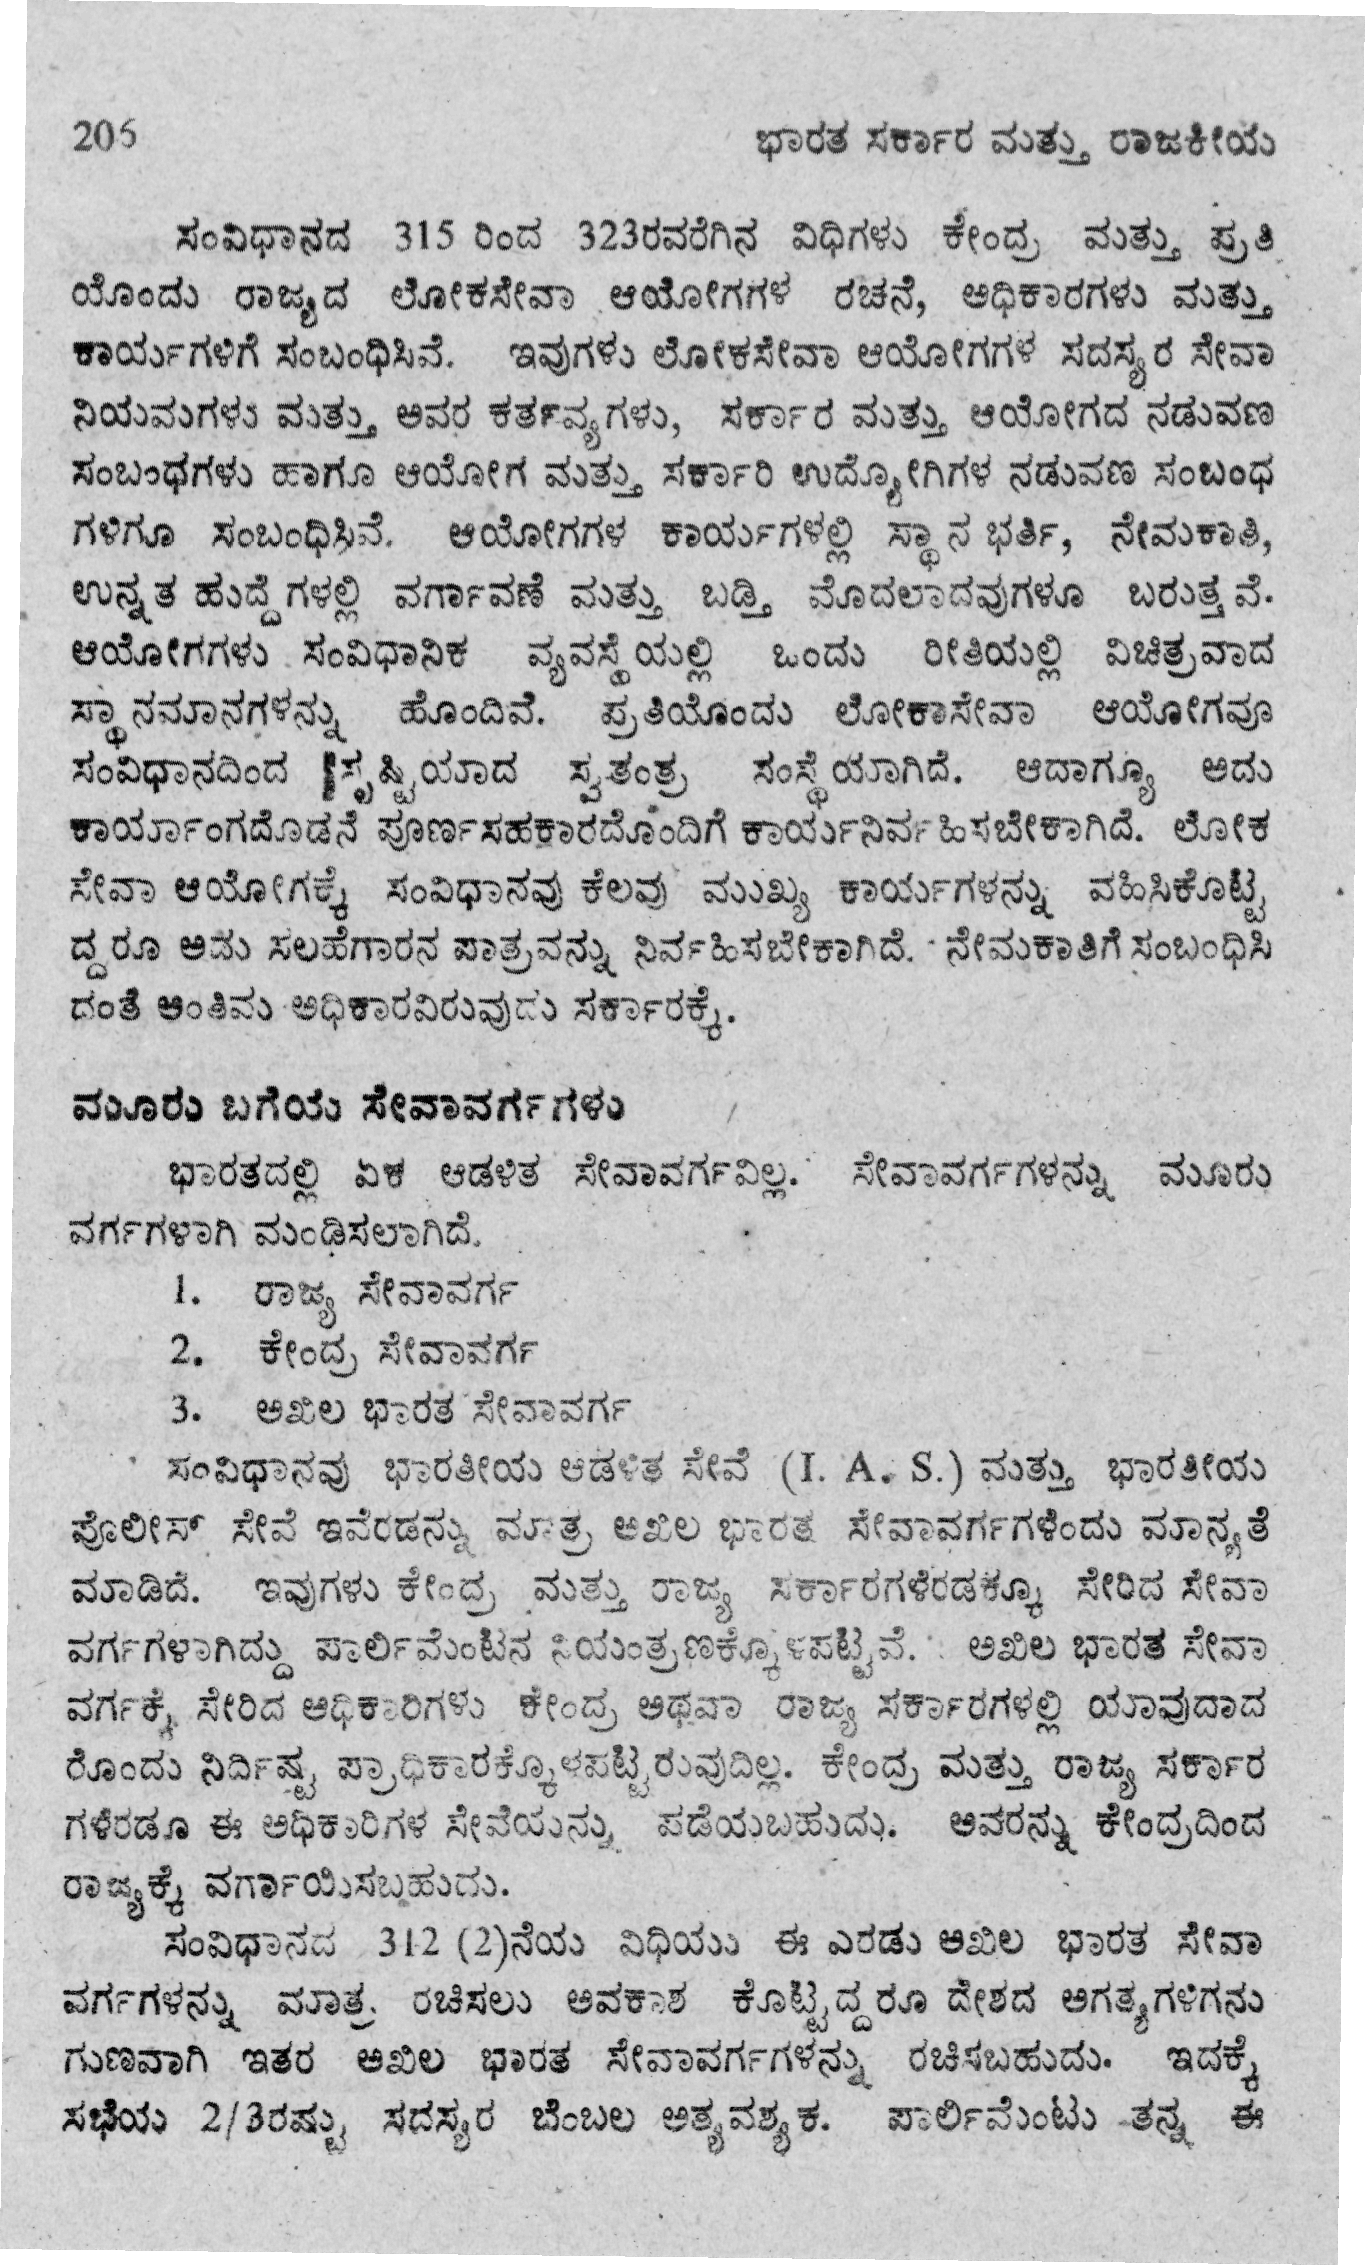 206 ಭಾರತ ಸರ್ಕಾರ ಮತ್ತು ರಾಜಕೀಯ
ಸಂವಿಧಾನದ 315 ರಿಂದ 323ರವರೆಗಿನ ವಿಧಿಗಳು ಕೇಂದ್ರ ಮತ್ತು ಪ್ರತಿ
ಯೊಂದು ರಾಜ್ಯದ ಲೋಕಸೇವಾ ಆಯೋಗಗಳ ರಚನೆ, ಅಧಿಕಾರಗಳು ಮತ್ತು
ಕಾರ್ಯಗಳಿಗೆ ಸಂಬಂಧಿಸಿವೆ. ಇವುಗಳು ಲೋಕಸೇವಾ ಆಯೋಗಗಳ ಸದಸ್ಯರ ಸೇವಾ
ನಿಯಮಗಳು ಮತ್ತು ಅವರ ಕರ್ತವ್ಯಗಳು, ಸರ್ಕಾರ ಮತ್ತು ಆಯೋಗದ ನಡುವಣ
ಸಂಬಂಧಗಳು ಹಾಗೂ ಆಯೋಗ ಮತ್ತು ಸರ್ಕಾರಿ ಉದ್ಯೋಗಿಗಳ ನಡುವಣ ಸಂಬಂಧ
ಗಳಿಗೂ ಸಂಬಂಧಿಸಿವೆ. ಆಯೋಗಗಳ ಕಾರ್ಯಗಳಲ್ಲಿ ಸ್ಥಾನ ಭರ್ತಿ, ನೇಮಕಾತಿ,
ಉನ್ನತ ಹುದ್ದೆಗಳಲ್ಲಿ ವರ್ಗಾವಣೆ ಮತ್ತು ಬಡ್ತಿ ಮೊದಲಾದವುಗಳೂ ಬರುತ್ತವೆ.
ಆಯೋಗಗಳು ಸಂವಿಧಾನಿಕ ವ್ಯವಸ್ಥೆಯಲ್ಲಿ ಒಂದು ರೀತಿಯಲ್ಲಿ ವಿಚಿತ್ರವಾದ
ಸ್ಥಾನಮಾನಗಳನ್ನು ಹೊಂದಿವೆ. ಪ್ರತಿಯೊಂದು ಲೋಕಾಸೇವಾ ಆಯೋಗವೂ
ಸಂವಿಧಾನದಿಂದ ಸೃಷ್ಟಿಯಾದ ಸ್ವತಂತ್ರ ಸಂಸ್ಥೆಯಾಗಿದೆ. ಆದಾಗ್ಯೂ ಅದು
ಕಾರ್ಯಾಂಗದೊಡನೆ ಪೂರ್ಣಸಹಕಾರದೊಂದಿಗೆ ಕಾರ್ಯನಿರ್ವಹಿಸಬೇಕಾಗಿದೆ. ಲೋಕ
ಸೇವಾ ಆಯೋಗಕ್ಕೆ ಸಂವಿಧಾನವು ಕೆಲವು ಮುಖ್ಯ ಕಾರ್ಯಗಳನ್ನು ವಹಿಸಿಕೊಟ್ಟ
ದ್ದರೂ ಅದು ಸಲಹೆಗಾರನ ಪಾತ್ರವನ್ನು ನಿರ್ವಹಿಸಬೇಕಾಗಿದೆ. ನೇಮಕಾತಿಗೆ ಸಂಬಂಧಿಸಿ
ದಂತೆ ಅಂತಿಮ ಅಧಿಕಾರವಿರುವುದು ಸರ್ಕಾರಕ್ಕೆ.
ಮೂರು ಬಗೆಯ ಸೇವಾವರ್ಗಗಳು
ಭಾರತದಲ್ಲಿ ಏಕ ಆಡಳಿತ ಸೇವಾವರ್ಗವಿಲ್ಲ. ಸೇವಾವರ್ಗಗಳನ್ನು ಮೂರು
ವರ್ಗಗಳಾಗಿ ಮಂಡಿಸಲಾಗಿದೆ.
1. ರಾಜ್ಯ ಸೇವಾವರ್ಗ
2. ಕೇಂದ್ರ ಸೇವಾವರ್ಗ
3. ಅಖಿಲ ಭಾರತ ಸೇವಾವರ್ಗ
ಸಂವಿಧಾನವು ಭಾರತೀಯ ಆಡಳಿತ ಸೇವೆ (I. A. S.) ಮತ್ತು ಭಾರತೀಯ
ಪೊಲೀಸ್ ಸೇವೆ ಇವೆರಡನ್ನು ಮಾತ್ರ ಅಖಿಲ ಭಾರತ ಸೇವಾವರ್ಗಗಳೆಂದು ಮಾನ್ಯತೆ
ಮಾಡಿದೆ. ಇವುಗಳು ಕೇಂದ್ರ ಮತ್ತು ರಾಜ್ಯ ಸರ್ಕಾರಗಳೆರಡಕ್ಕೂ ಸೇರಿದ ಸೇವಾ
ವರ್ಗಗಳಾಗಿದ್ದು ಪಾರ್ಲಿಮೆಂಟಿನ ನಿಯಂತ್ರಣಕ್ಕೊಳಪಟ್ಟಿವೆ. ಅಖಿಲ ಭಾರತ ಸೇವಾ
ವರ್ಗಕ್ಕೆ ಸೇರಿದ ಅಧಿಕಾರಿಗಳು ಕೇಂದ್ರ ಅಥವಾ ರಾಜ್ಯ ಸರ್ಕಾರಗಳಲ್ಲಿ ಯಾವುದಾದ
ರೊಂದು ನಿರ್ದಿಷ್ಟ ಪ್ರಾಧಿಕಾರಕ್ಕೊಳಪಟ್ಟಿರುವುದಿಲ್ಲ. ಕೇಂದ್ರ ಮತ್ತು ರಾಜ್ಯ ಸರ್ಕಾರ
ಗಳೆರಡೂ ಈ ಅಧಿಕಾರಿಗಳ ಸೇವೆಯನ್ನು ಪಡೆಯಬಹುದು. ಅವರನ್ನು ಕೇಂದ್ರದಿಂದ
ರಾಜ್ಯಕ್ಕೆ ವರ್ಗಾಯಿಸಬಹುದು.
ಸಂವಿಧಾನದ 312 (2)ನೆಯ ವಿಧಿಯು ಈ ಎರಡು ಅಖಿಲ ಭಾರತ ಸೇವಾ
ವರ್ಗಗಳನ್ನು ಮಾತ್ರ ರಚಿಸಲು ಅವಕಾಶ ಕೊಟ್ಟಿದ್ದರೂ ದೇಶದ ಅಗತ್ಯಗಳಿಗನು
ಗುಣವಾಗಿ ಇತರ ಅಖಿಲ ಭಾರತ ಸೇವಾವರ್ಗಗಳನ್ನು ರಚಿಸಬಹುದು. ಇದಕ್ಕೆ
ಸಭೆಯ 2/3ರಷ್ಟು ಸದಸ್ಯರ ಬೆಂಬಲ ಅತ್ಯವಶ್ಯಕ. ಪಾರ್ಲಿಮೆಂಟು ತನ್ನ ಈ